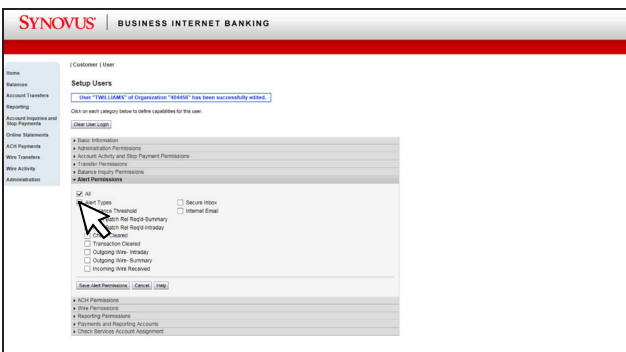 SYNOVUS® | BUSINESS INTERNET BANKING
| Customer | User
Home
Balances
Account Transfers
Reporting
Account Inquiries and
Stop Payments
Online Statements
ACH Payments
Wire Transfers
Wire Activity
Administration
Setup Users
User "TWILLIAMS" of Organization "404456" has been successfully edited.
Click on each category below to define capabilities for this user.
Clear User Login
Basic Information
Administration Permissions
Account Activity and Stop Payment Permissions
Transfer Permissions
Balance Inquiry Permissions
Alert Permissions
All
Alert Types
Secure Inbox
Threshold
Internet Email
Batch Rel Req'd-Summary
Batch Rel Req'd-Intraday
Cleared
Transaction Cleared
Outgoing Wire- Intraday
Outgoing Wire- Summary
Incoming Wire Received
Save Alert Permissions Cancel Help
ACH Permissions
Wire Permissions
Reporting Permissions
Payments and Reporting Accounts
Check Services Account Assignment